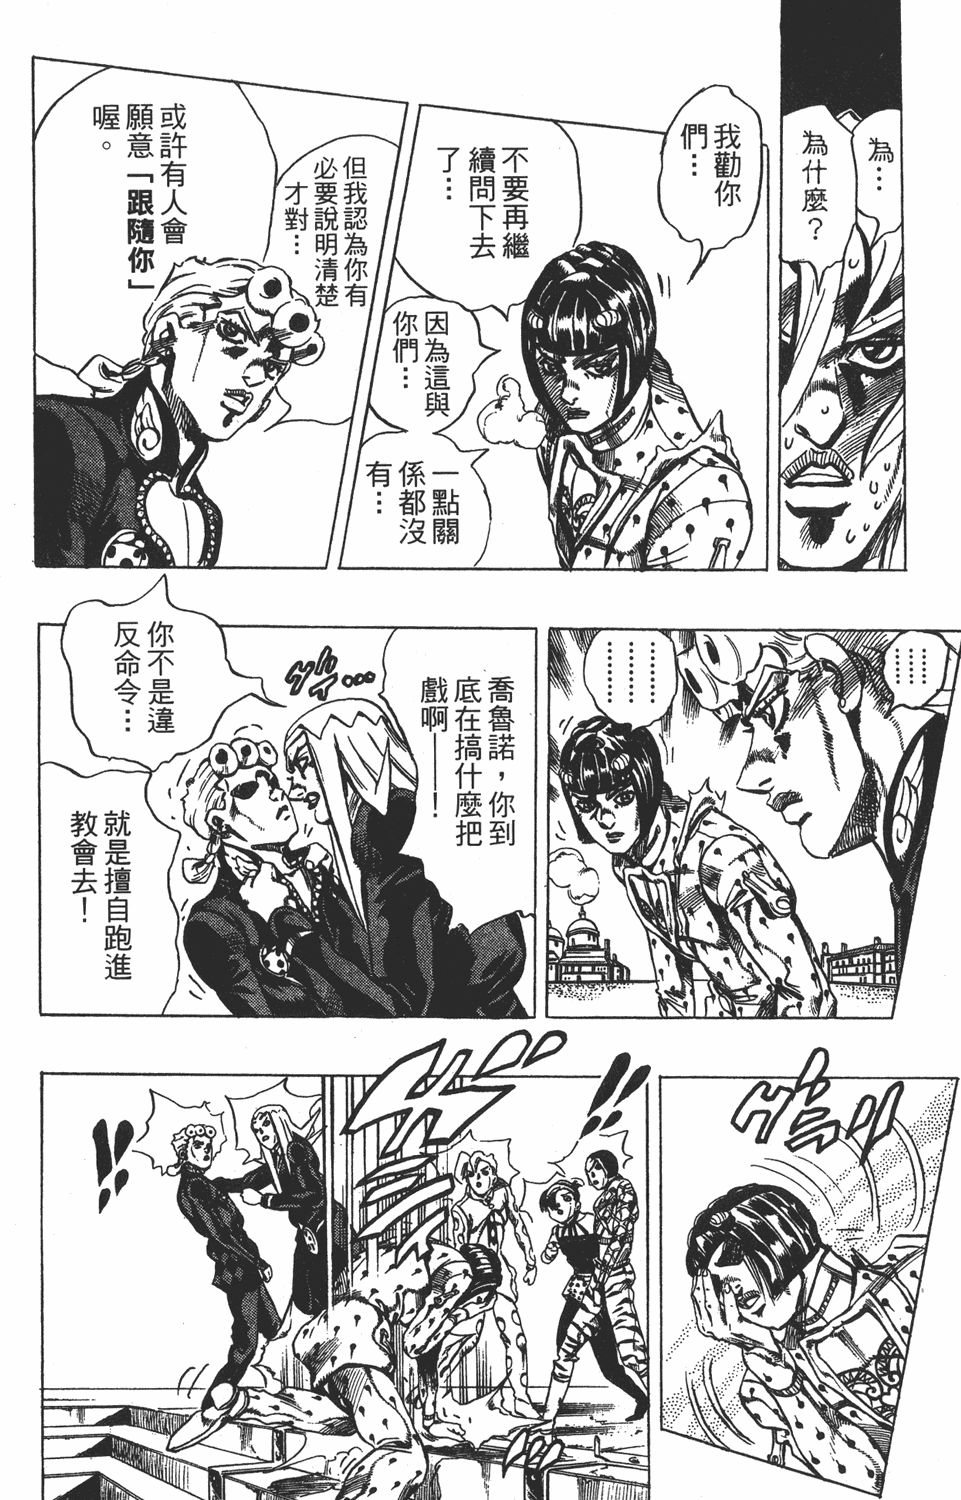 為…
為什麼？
我勸你
們…
不要再繼
續問下去
了…
因為這與
你們…
一點關
係都沒
有…
但我認為你有
必要說明清楚
才對…
或許有人會
願意「跟隨你」
喔。
……
……
……
喬魯諾，你到
底在搞什麼把
戲啊——！
你不是違
反命令…
就是擅自跑進
教會去！
!!
!!